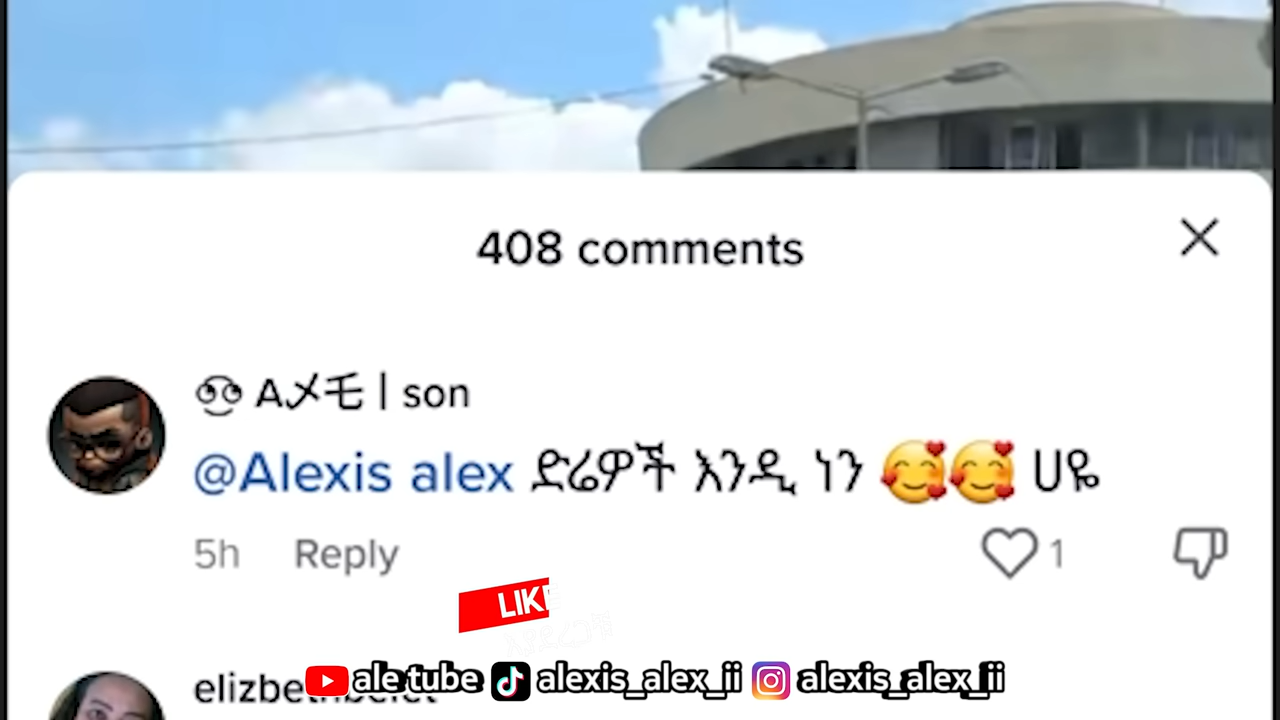 408 comments
Aメモ | son
@Alexis alex ድሬዎች እንዲ ነን 🥰🥰 ሀዬ
5h Reply 1
LIKE
ale tube alexis_alex_ii alexis_alex_ii